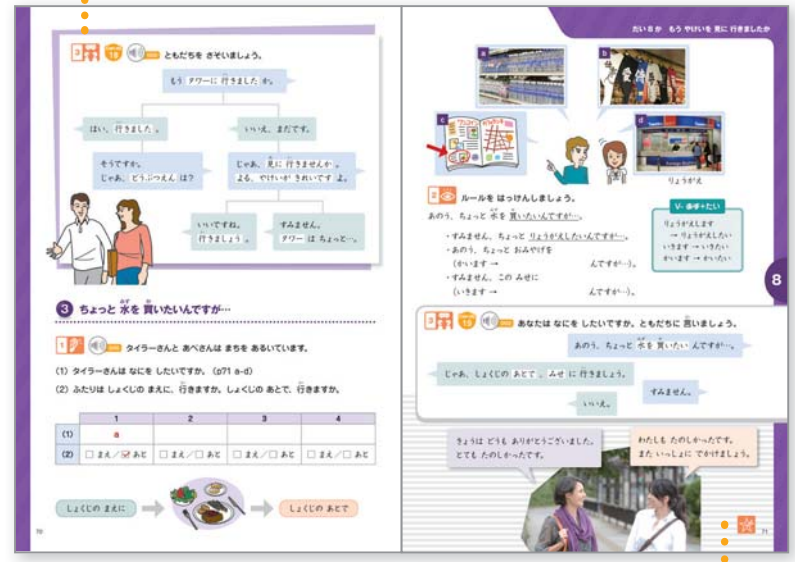 3
ともだちを さそいましょう。
もう タワーに 行きました か。
はい、行きました 。
いいえ、まだです。
そうですか。
じゃあ、どうぶつえん は?
じゃあ、見に 行きませんか 。
よる、やけいが きれいです よ。
いいですね。
行きましょう 。
すみません。
タワー は ちょっと…。
3 ちょっと 水を 買いたいんですが…
1
タイラーさんと あべさんは まちを あるいています。
(1) タイラーさんは なにを したいですか。(p71 a-d)
(2) ふたりは しょくじの まえに、行きますか。しょくじの あとで、行きますか。
1 2 3 4
(1) a
(2) □ まえ/☑ あと □ まえ/□ あと □ まえ/□ あと □ まえ/□ あと
しょくじの まえに
しょくじの あとで
70
だい 8 か もう やけいを 見に 行きましたか
a
b
c
d
りょうがえ
2
ルールを はっけんしましょう。
あのう、ちょっと 水を 買いたいんですが…。
・すみません、ちょっと りょうがえしたいんですが…。
・あのう、ちょっと おみやげを
(かいます → んですが…)。
・すみません、この みせに
(いきます → んですが…)。
V- ます+たい
りょうがえします
→ りょうがえしたい
いきます → いきたい
かいます → かいたい
8
3
あなたは なにを したいですか。ともだちに 言いましょう。
あのう、ちょっと 水を 買いたい んですが…。
じゃあ、しょくじの あとで 、みせ に 行きましょう。
すみません。
いいえ。
きょうは どうも ありがとうございました。
とても たのしかったです。
わたしも たのしかったです。
また いっしょに でかけましょう。
71